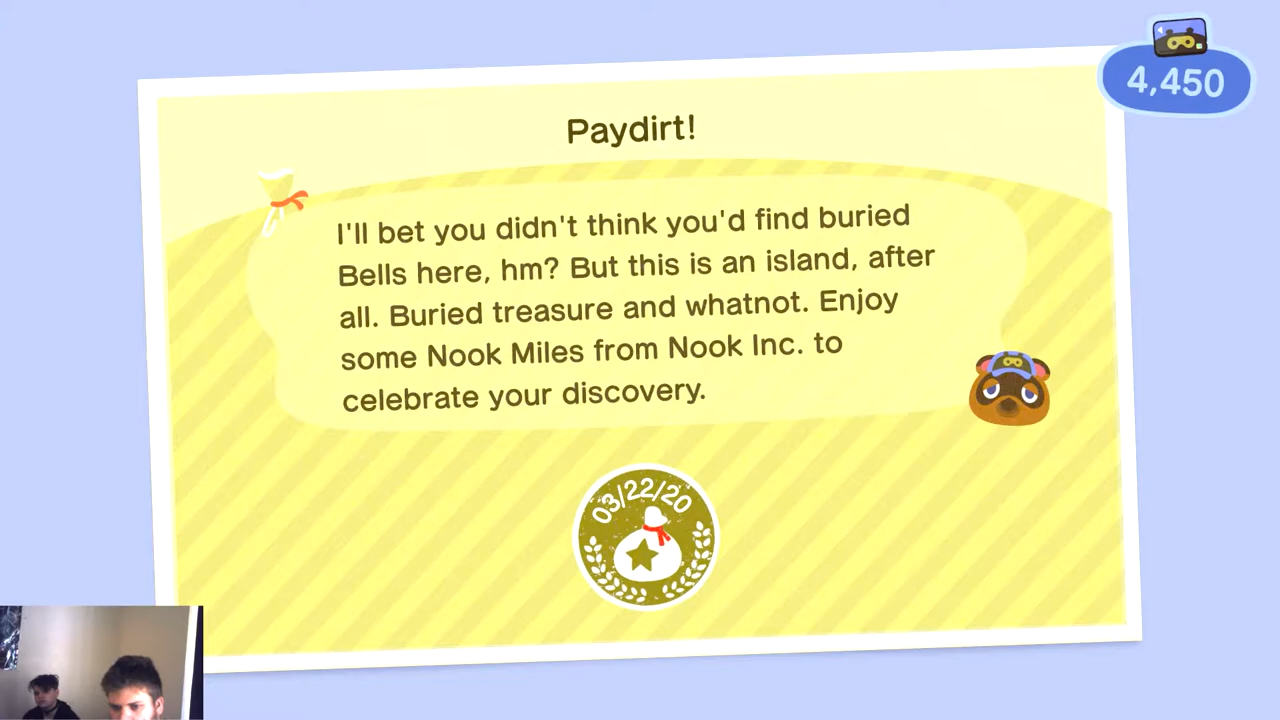 4,450
Paydirt!
I'll bet you didn't think you'd find buried
Bells here, hm? But this is an island, after
all. Buried treasure and whatnot. Enjoy
some Nook Miles from Nook Inc. to
celebrate your discovery.
03/22/20